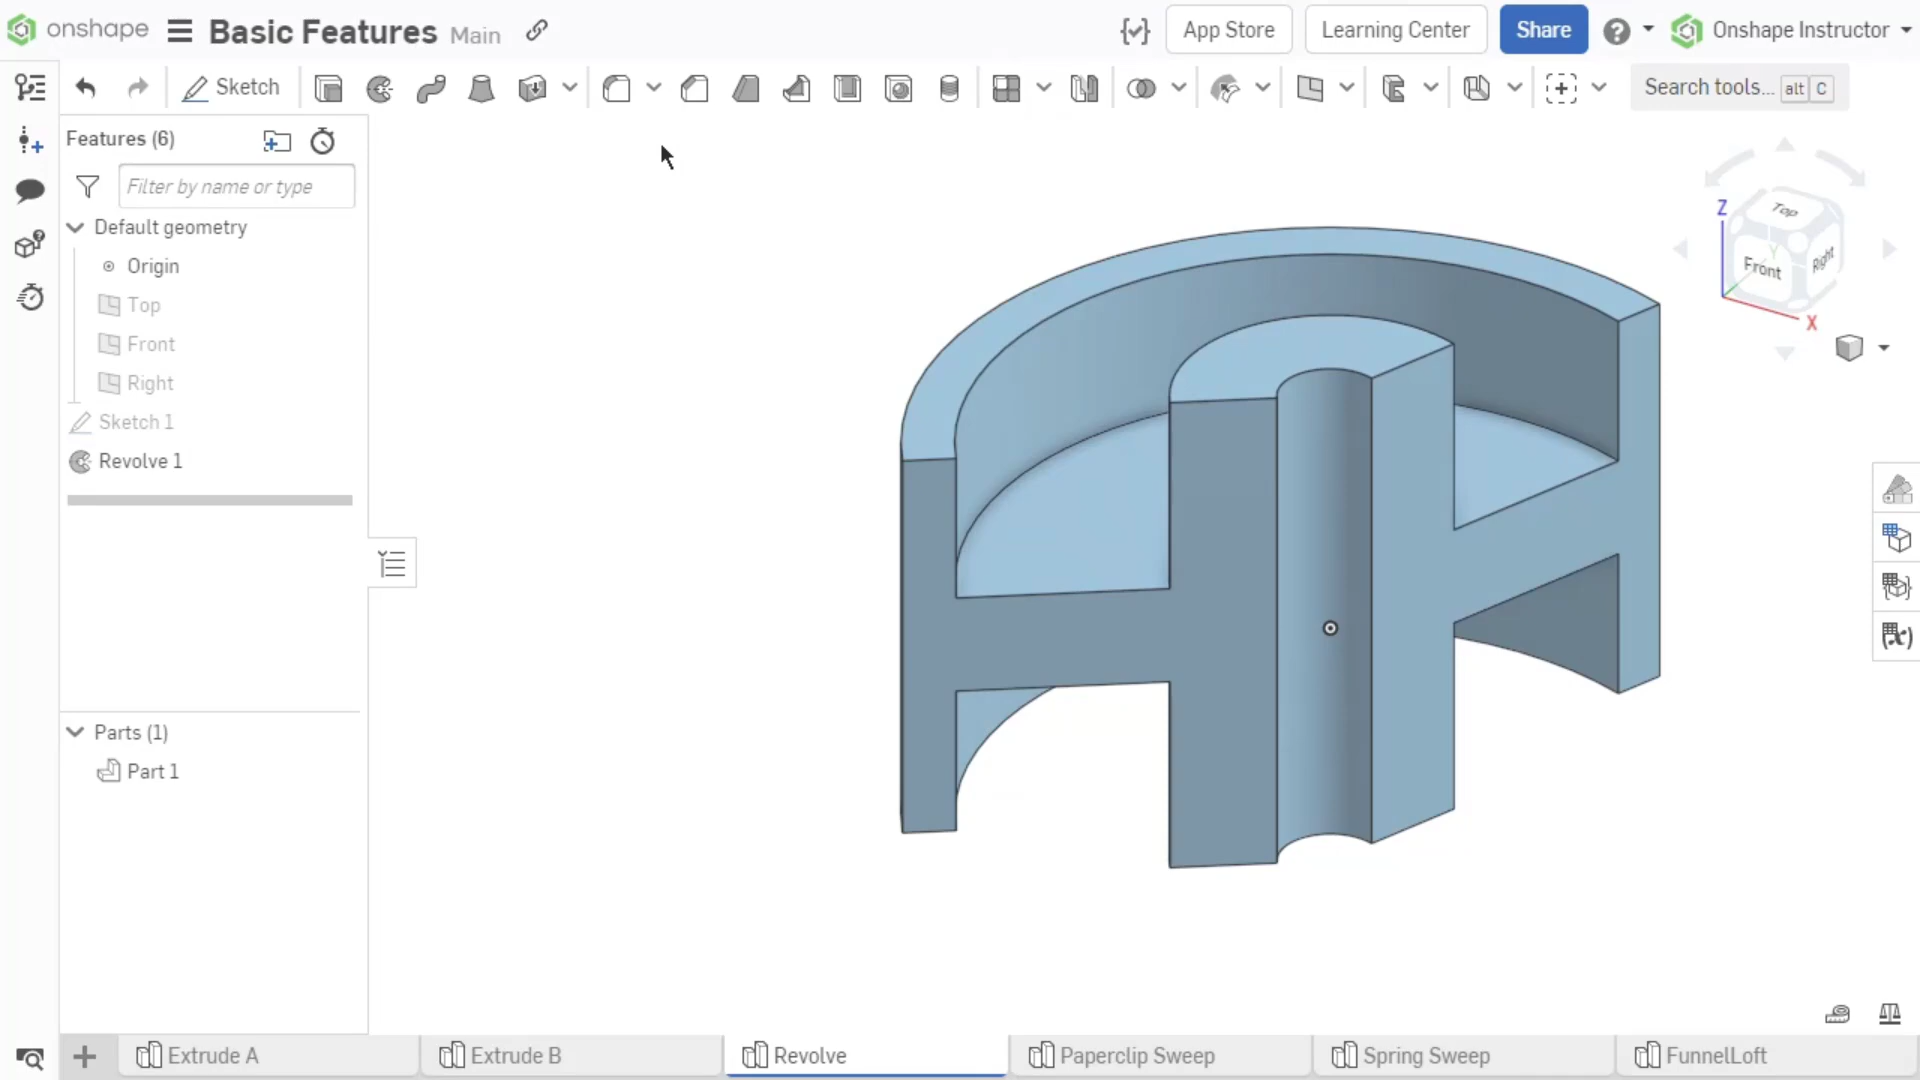 onshape Basic Features Main App Store Learning Center Share Onshape Instructor
Sketch Search tools... alt C
Features (6)
Filter by name or type
Default geometry
Origin
Top
Front
Right
Sketch 1
Revolve 1
Parts (1)
Part 1
Z
Top
Front
Right
Y
X
Extrude A Extrude B Revolve Paperclip Sweep Spring Sweep FunnelLoft